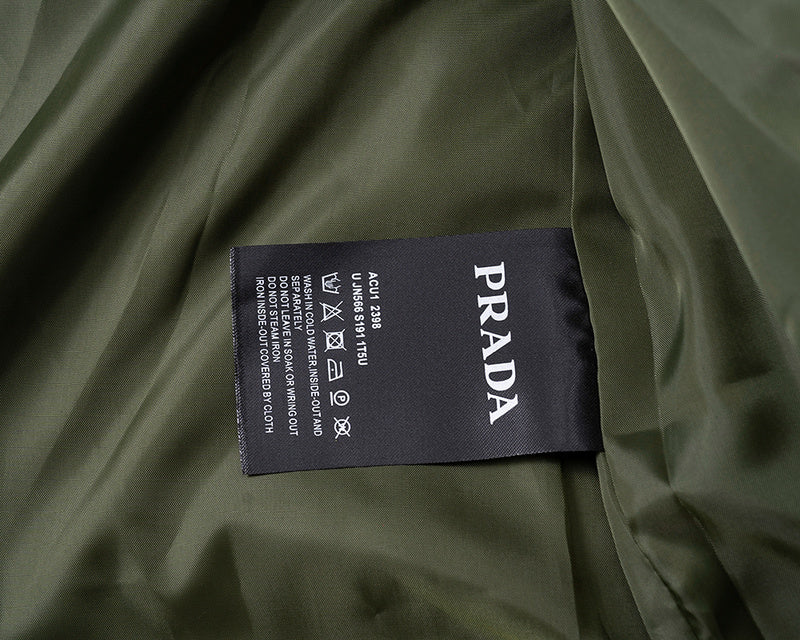 PRADA
ACU1 2398
U JN566 S191 1T5U
WASH IN COLD WATER,INSIDE-OUT AND
SEPARATELY
DO NOT LEAVE IN SOAK OR WRING OUT
DO NOT STEAM IRON
IRON INSDE-OUT COVERED BY CLOTH